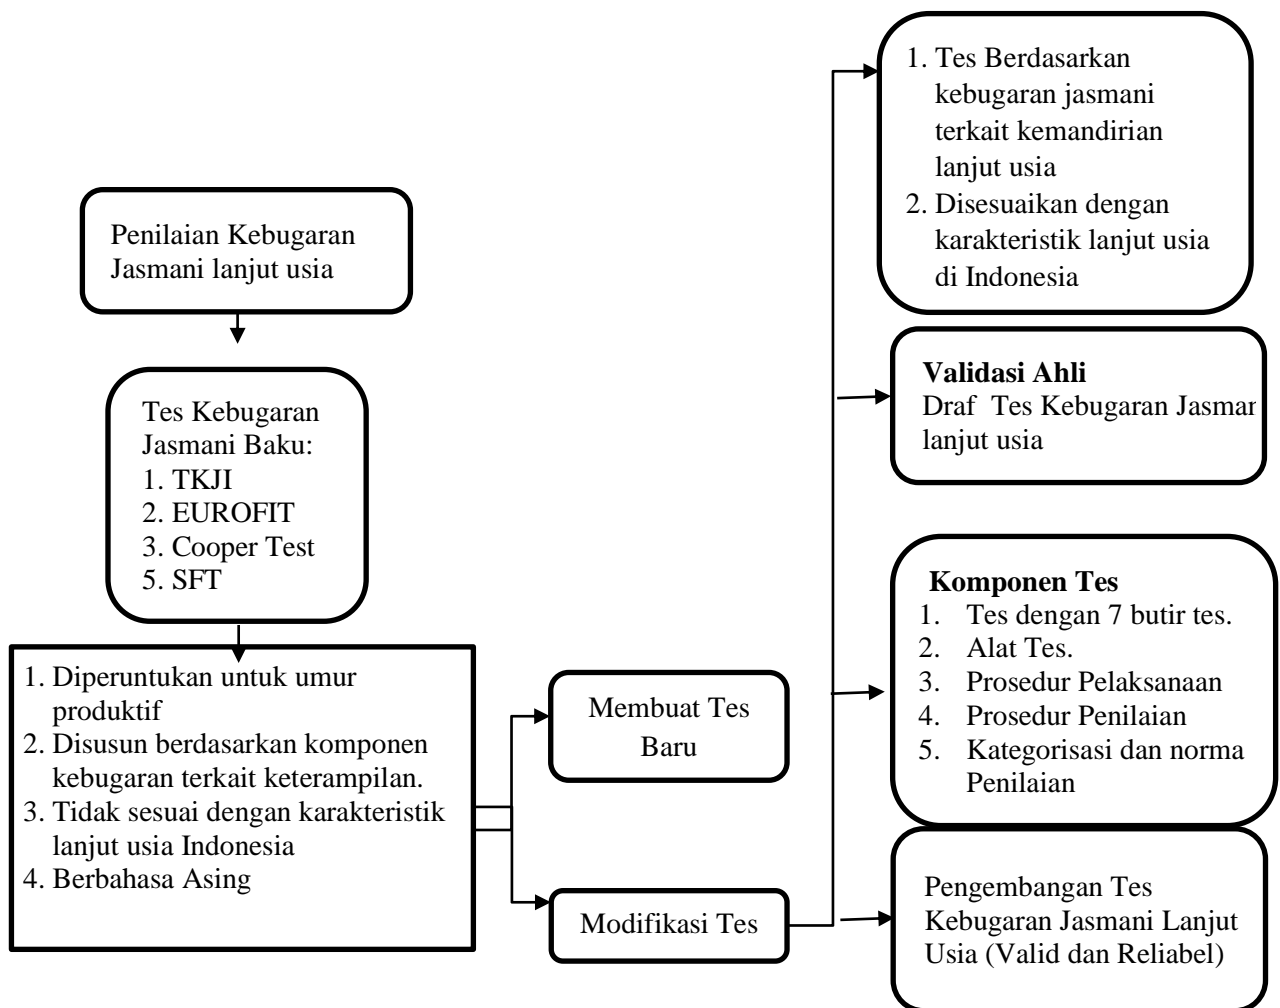 Penilaian Kebugaran
Jasmani lanjut usia
Tes Kebugaran
Jasmani Baku:
1. TKJI
2. EUROFIT
3. Cooper Test
5. SFT
1. Diperuntukan untuk umur
produktif
2. Disusun berdasarkan komponen
kebugaran terkait keterampilan.
3. Tidak sesuai dengan karakteristik
lanjut usia Indonesia
4. Berbahasa Asing
Membuat Tes
Baru
Modifikasi Tes
1. Tes Berdasarkan
kebugaran jasmani
terkait kemandirian
lanjut usia
2. Disesuaikan dengan
karakteristik lanjut usia
di Indonesia
Validasi Ahli
Draf Tes Kebugaran Jasmar
lanjut usia
Komponen Tes
1. Tes dengan 7 butir tes.
2. Alat Tes.
3. Prosedur Pelaksanaan
4. Prosedur Penilaian
5. Kategorisasi dan norma
Penilaian
Pengembangan Tes
Kebugaran Jasmani Lanjut
Usia (Valid dan Reliabel)